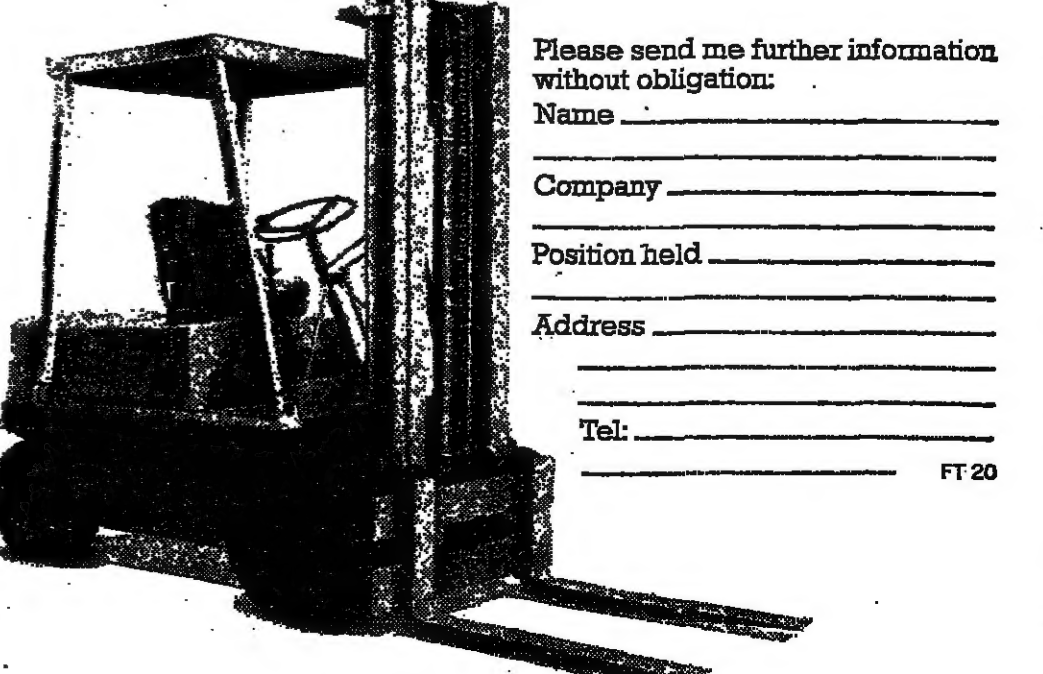 Please send me further information
without obligation:
Name
Company
Position held
Address
Tel:
FT 20